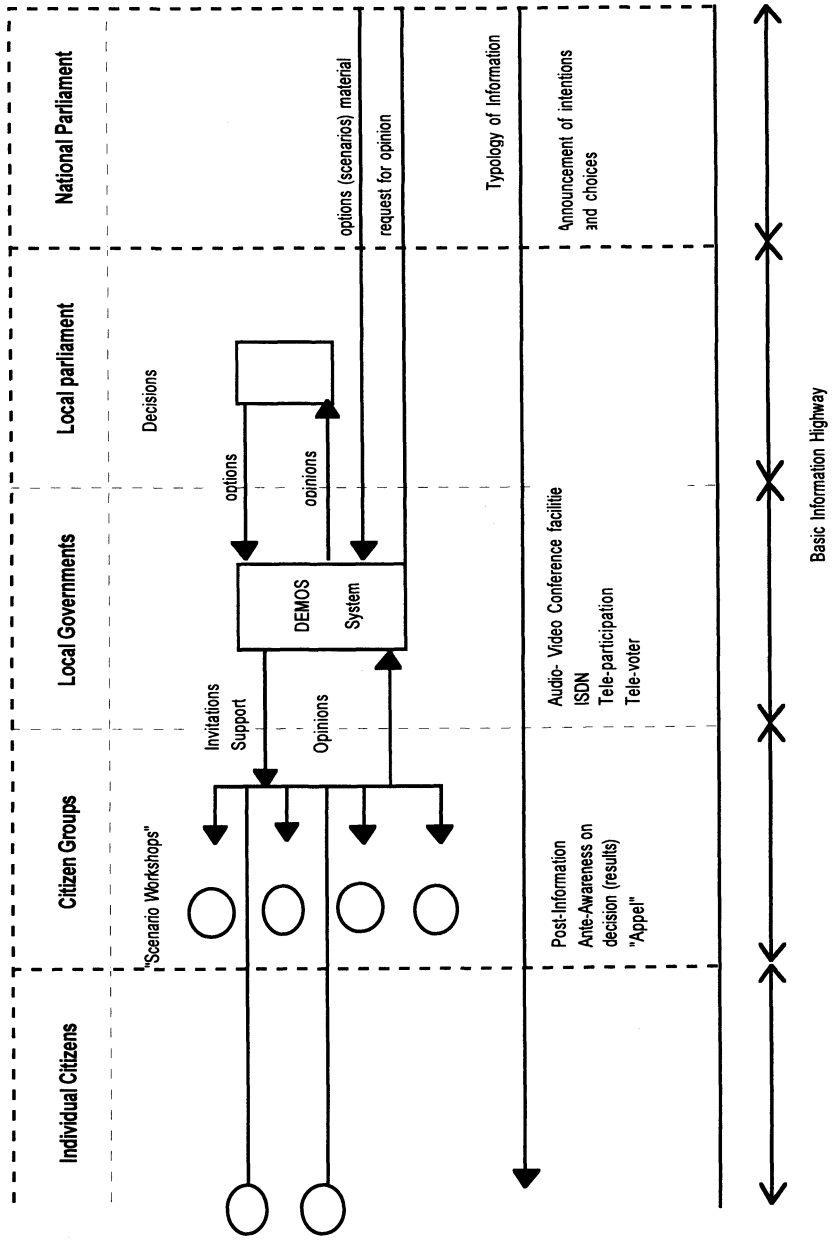 Individual Citizens
Citizen Groups
Local Governments
Local parliament
National Parliament
"Scenario Workshops"
Decisions
Invitations
Support
Opinions
DEMOS
System
options
opinions
options (scenarios) material
request for opinion
Typology of Information
Post-Information
Ante-Awareness on
decision (results)
"Appel"
Audio- Video Conference facilitie
ISDN
Tele-participation
Tele-voter
Announcement of intentions
and choices
Basic Information Highway